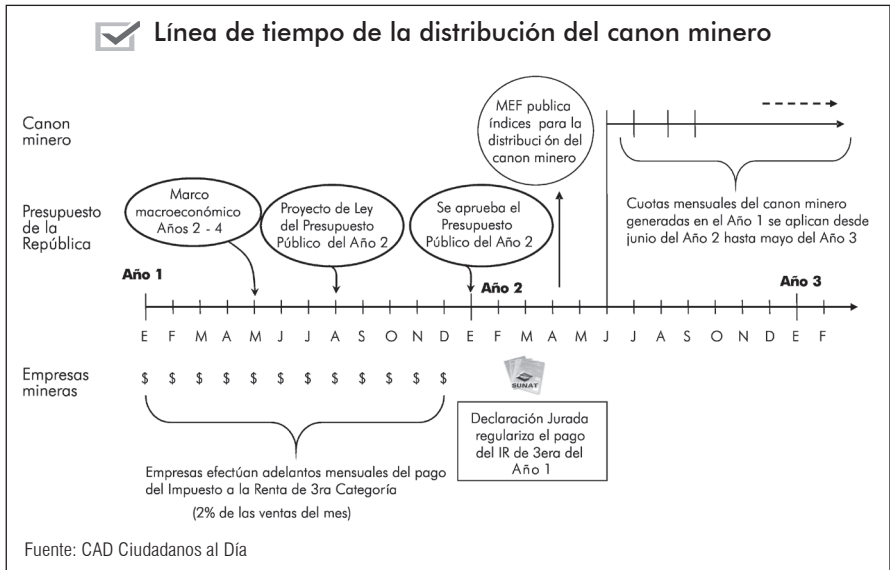 Línea de tiempo de la distribución del canon minero
Canon
minero
MEF publica
índices para la
distribución del
canon minero
Cuotas mensuales del canon minero
generadas en el Año 1 se aplican desde
junio del Año 2 hasta mayo del Año 3
Presupuesto
de la
República
Marco
macroeconómico
Años 2 - 4
Proyecto de Ley
del Presupuesto
Público del Año 2
Se aprueba el
Presupuesto
Público del Año 2
Año 1
Año 2
Año 3
E F M A M J J A S O N D E F M A M J J A S O N D E F
Empresas
mineras
$ $ $ $ $ $ $ $ $ $ $ $
SUNAT
Declaración Jurada
regulariza el pago
del IR de 3era del
Año 1
Empresas efectúan adelantos mensuales del pago
del Impuesto a la Renta de 3ra Categoría
(2% de las ventas del mes)
Fuente: CAD Ciudadanos al Día